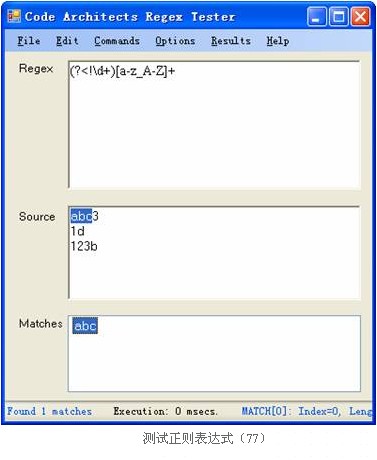 Code Architects Regex Tester
File Edit Commands Options Results Help
Regex
(?<!\d+)[a-z_A-Z]+
Source
abc3
1d
123b
Matches
abc
Found 1 matches Execution: 0 msecs. MATCH[0]: Index=0, Leng
测试正则表达式（77）